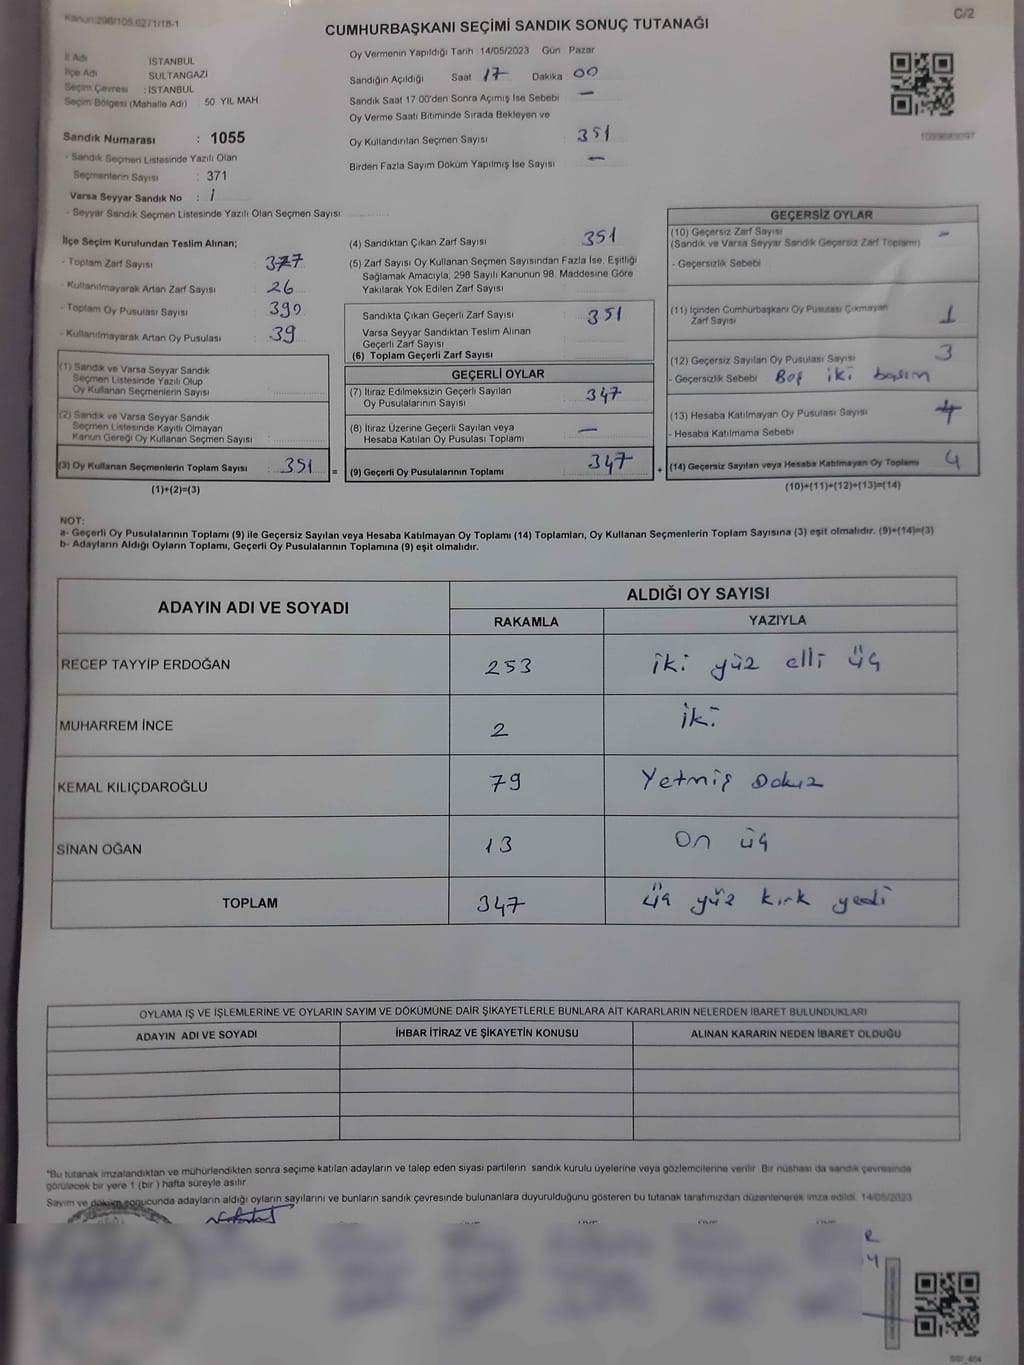 Kanun:298/105,6271/18-1
C/2
CUMHURBAŞKANI SEÇİMİ SANDIK SONUÇ TUTANAĞI
İl Adı İSTANBUL
İlçe Adı SULTANGAZİ
Seçim Çevresi : İSTANBUL
Seçim Bölgesi (Mahalle Adı) 50 YIL MAH
Sandık Numarası : 1055
- Sandık Seçmen Listesinde Yazılı Olan
Seçmenlerin Sayısı : 371
Varsa Seyyar Sandık No : /
- Seyyar Sandık Seçmen Listesinde Yazılı Olan Seçmen Sayısı:
Oy Vermenin Yapıldığı Tarih 14/05/2023 Gün Pazar
Sandığın Açıldığı Saat 17 Dakika 00
Sandık Saat 17.00'den Sonra Açılmış İse Sebebi —
Oy Verme Saati Bitiminde Sırada Bekleyen ve
Oy Kullandırılan Seçmen Sayısı : 351
Birden Fazla Sayım Döküm Yapılmış İse Sayısı —
İlçe Seçim Kurulundan Teslim Alınan;
- Toplam Zarf Sayısı : 377
- Kullanılmayarak Artan Zarf Sayısı : 26
- Toplam Oy Pusulası Sayısı : 390
- Kullanılmayarak Artan Oy Pusulası : 39
(1) Sandık ve Varsa Seyyar Sandık
Seçmen Listesinde Yazılı Olup
Oy Kullanan Seçmenlerin Sayısı
(2) Sandık ve Varsa Seyyar Sandık
Seçmen Listesinde Kayıtlı Olmayan
Kanun Gereği Oy Kullanan Seçmen Sayısı
(3) Oy Kullanan Seçmenlerin Toplam Sayısı : 351
(1)+(2)=(3)
(4) Sandıktan Çıkan Zarf Sayısı : 351
(5) Zarf Sayısı Oy Kullanan Seçmen Sayısından Fazla İse, Eşitliği
Sağlamak Amacıyla, 298 Sayılı Kanunun 98. Maddesine Göre
Yakılarak Yok Edilen Zarf Sayısı
Sandıkta Çıkan Geçerli Zarf Sayısı : 351
Varsa Seyyar Sandıktan Teslim Alınan
Geçerli Zarf Sayısı
(6) Toplam Geçerli Zarf Sayısı
GEÇERLİ OYLAR
(7) İtiraz Edilmeksizin Geçerli Sayılan
Oy Pusulalarının Sayısı : 347
(8) İtiraz Üzerine Geçerli Sayılan veya
Hesaba Katılan Oy Pusulası Toplamı : —
= (9) Geçerli Oy Pusulalarının Toplamı : 347 +
GEÇERSİZ OYLAR
(10) Geçersiz Zarf Sayısı
(Sandık ve Varsa Seyyar Sandık Geçersiz Zarf Toplamı) -
- Geçersizlik Sebebi
(11) İçinden Cumhurbaşkanı Oy Pusulası Çıkmayan
Zarf Sayısı 1
(12) Geçersiz Sayılan Oy Pusulası Sayısı 3
- Geçersizlik Sebebi Boş iki basım
(13) Hesaba Katılmayan Oy Pusulası Sayısı
- Hesaba Katılmama Sebebi
(14) Geçersiz Sayılan veya Hesaba Katılmayan Oy Toplamı 4
(10)+(11)+(12)+(13)=(14)
NOT:
a- Geçerli Oy Pusulalarının Toplamı (9) ile Geçersiz Sayılan veya Hesaba Katılmayan Oy Toplamı (14) Toplamları, Oy Kullanan Seçmenlerin Toplam Sayısına (3) eşit olmalıdır. (9)+(14)=(3)
b- Adayların Aldığı Oyların Toplamı, Geçerli Oy Pusulalarının Toplamına (9) eşit olmalıdır.
ADAYIN ADI VE SOYADI
ALDIĞI OY SAYISI
RAKAMLA YAZIYLA
RECEP TAYYİP ERDOĞAN 253 iki yüz elli üç
MUHARREM İNCE 2 iki
KEMAL KILIÇDAROĞLU 79 Yetmiş Dokuz
SİNAN OĞAN 13 On üç
TOPLAM 347 üç yüz kırk yedi
OYLAMA İŞ VE İŞLEMLERİNE VE OYLARIN SAYIM VE DÖKÜMÜNE DAİR ŞİKAYETLERLE BUNLARA AİT KARARLARIN NELERDEN İBARET BULUNDUKLARI
ADAYIN ADI VE SOYADI İHBAR İTİRAZ VE ŞİKAYETİN KONUSU ALINAN KARARIN NEDEN İBARET OLDUĞU
*Bu tutanak imzalandıktan ve mühürlendikten sonra seçime katılan adayların ve talep eden siyasi partilerin sandık kurulu üyelerine veya gözlemcilerine verilir. Bir nüshası da sandık çevresinde
görülecek bir yere 1 (bir ) hafta süreyle asılır.
Sayım ve döküm sonucunda adayların aldığı oyların sayılarını ve bunların sandık çevresinde bulunanlara duyurulduğunu gösteren bu tutanak tarafımızdan düzenlenerek imza edildi. 14/05/2023